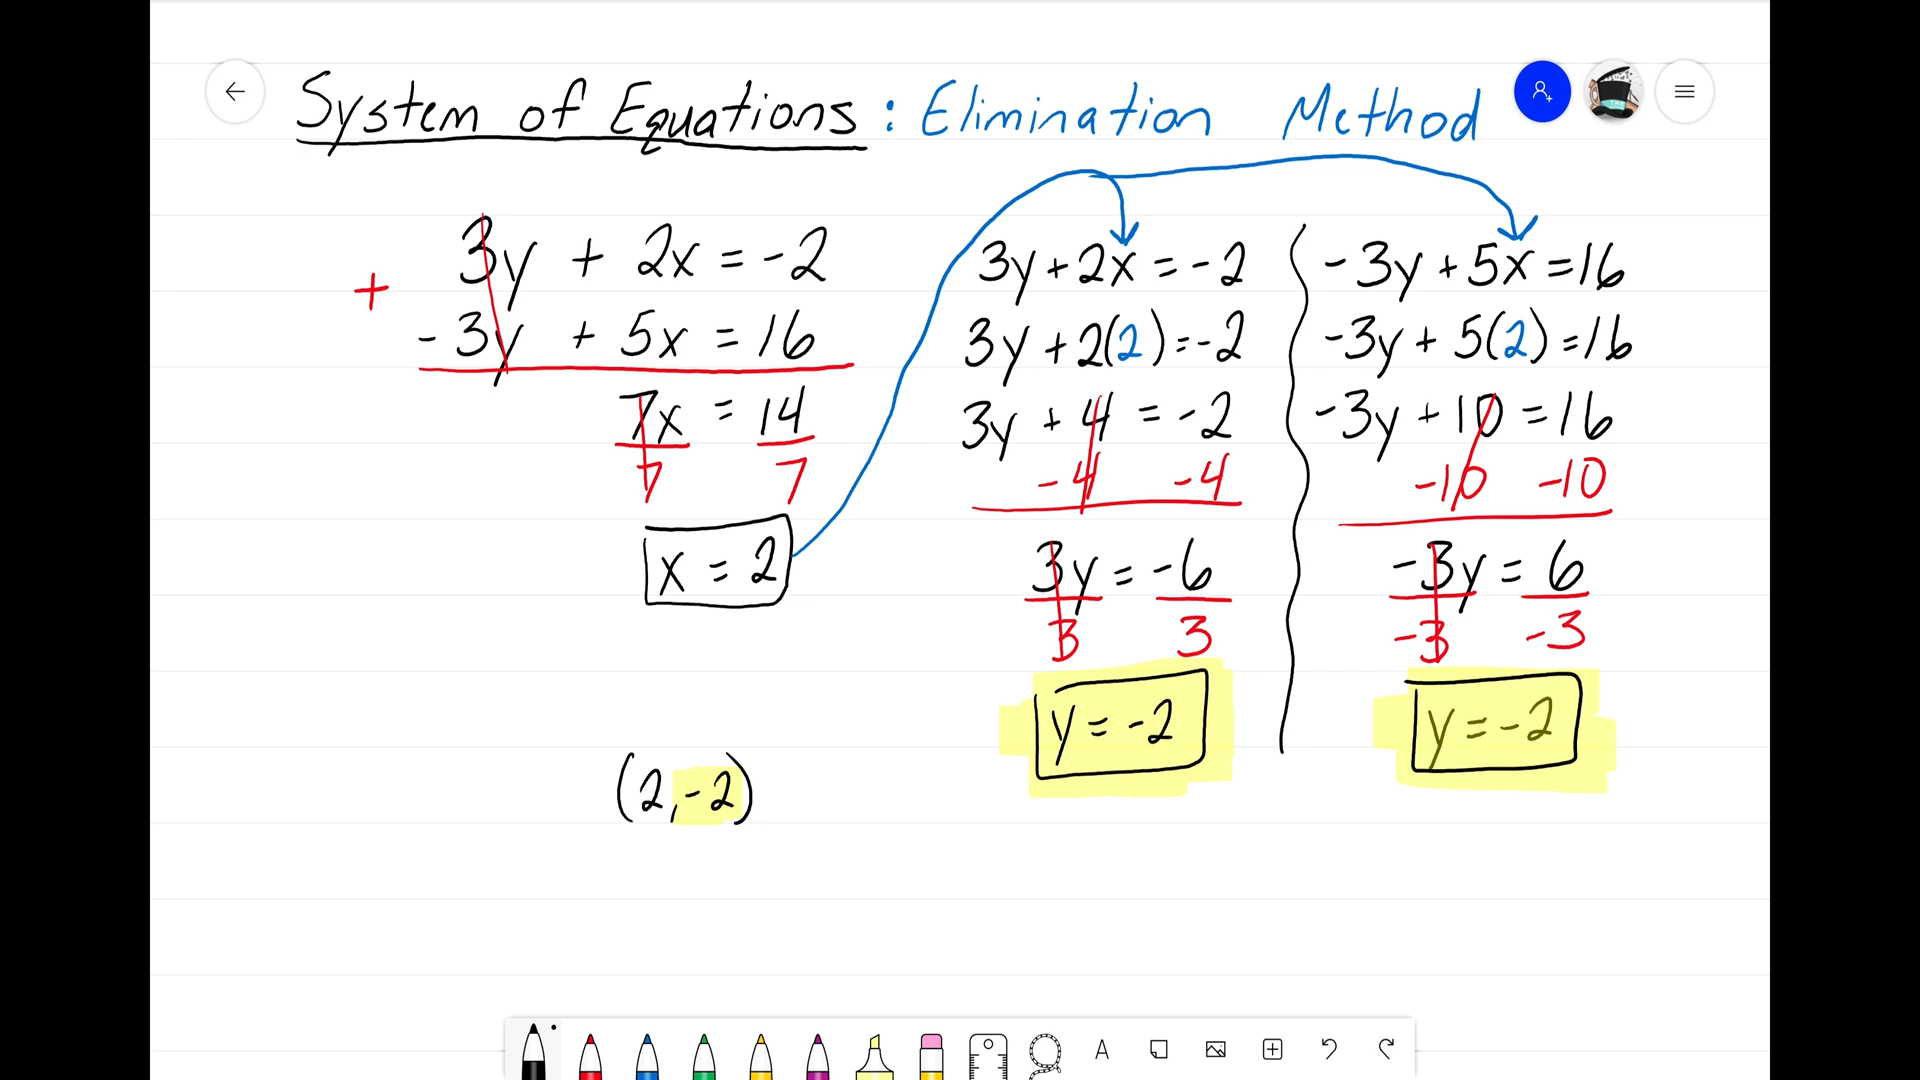 System of Equations : Elimination Method
3y + 2x = -2
+
-3y + 5x = 16
7x = 14
7 7
x = 2
(2, -2)
3y + 2x = -2
3y + 2(2) = -2
3y + 4 = -2
-4 -4
3y = -6
3 3
y = -2
-3y + 5x = 16
-3y + 5(2) = 16
-3y + 10 = 16
-10 -10
-3y = 6
-3 -3
y = -2
A